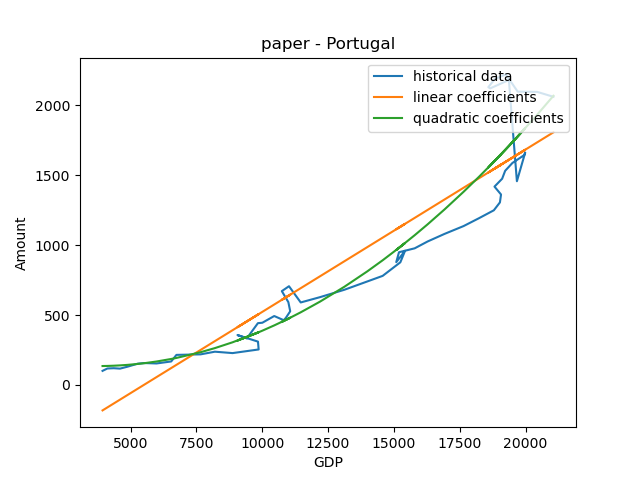 paper - Portugal
historical data
linear coefficients
quadratic coefficients
2000
1500
1000
500
0
Amount
5000 7500 10000 12500 15000 17500 20000
GDP